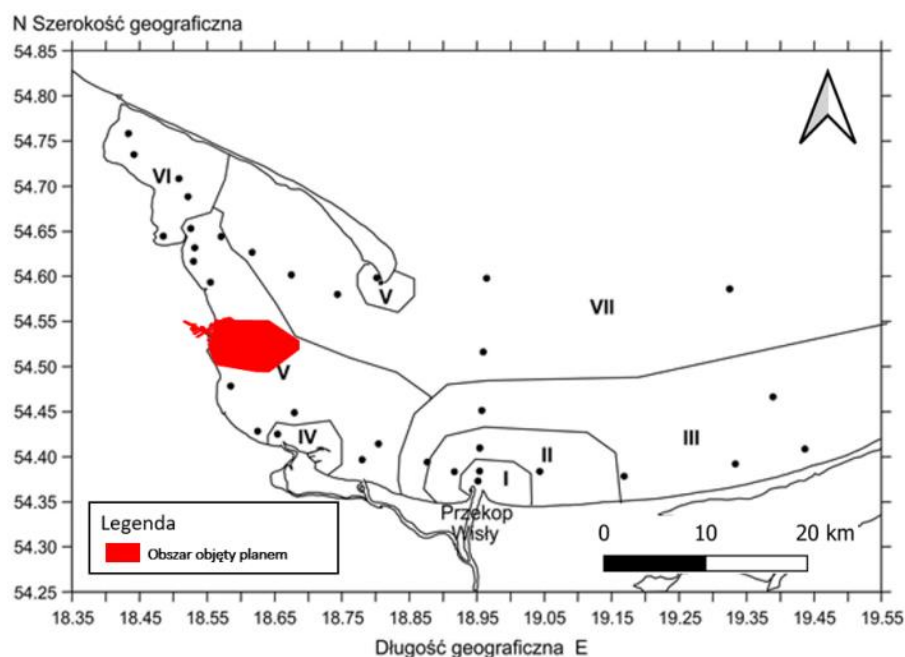 N Szerokość geograficzna
54.85
54.80
54.75
54.70
54.65
54.60
54.55
54.50
54.45
54.40
54.35
54.30
54.25
VI
V
VII
V
IV
III
II
I
Przekop
Wisły
Legenda
Obszar objęty planem
0 10 20 km
18.35 18.45 18.55 18.65 18.75 18.85 18.95 19.05 19.15 19.25 19.35 19.45 19.55
Długość geograficzna E